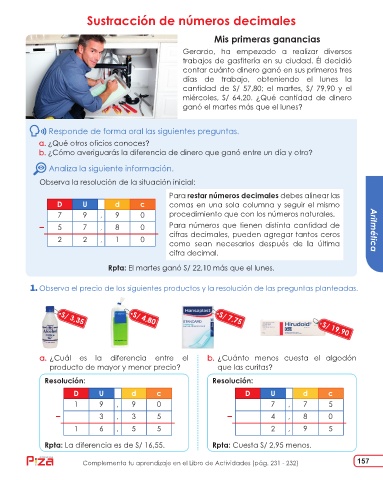 Sustracción de números decimales
Mis primeras ganancias
Gerardo, ha empezado a realizar diversos
trabajos de gasfitería en su ciudad. Él decidió
contar cuánto dinero ganó en sus primeros tres
días de trabajo, obteniendo el lunes la
cantidad de S/ 57,80; el martes, S/ 79,90 y el
miércoles, S/ 64,20. ¿Qué cantidad de dinero
ganó el martes más que el lunes?
Responde de forma oral las siguientes preguntas.
a. ¿Qué otros oficios conoces?
b. ¿Cómo averiguarás la diferencia de dinero que ganó entre un día y otro?
Analiza la siguiente información.
Observa la resolución de la situación inicial:
D U d c
7 9 , 9 0
– 5 7 , 8 0
2 2 , 1 0
Para restar números decimales debes alinear las
comas en una sola columna y seguir el mismo
procedimiento que con los números naturales.
Para números que tienen distinta cantidad de
cifras decimales, pueden agregar tantos ceros
como sean necesarios después de la última
cifra decimal.
Rpta: El martes ganó S/ 22,10 más que el lunes.
Aritmética
1. Observa el precio de los siguientes productos y la resolución de las preguntas planteadas.
S/ 3,35
S/ 4,80
Hansaplast
S/ 7,75
Hirudoid
S/ 19,90
a. ¿Cuál es la diferencia entre el
producto de mayor y menor precio?
Resolución:
D U d c
1 9 , 9 0
– 3 , 3 5
1 6 , 5 5
Rpta: La diferencia es de S/ 16,55.
b. ¿Cuánto menos cuesta el algodón
que las curitas?
Resolución:
D U d c
7 , 7 5
– 4 , 8 0
2 , 9 5
Rpta: Cuesta S/ 2,95 menos.
Complementa tu aprendizaje en el Libro de Actividades (pág. 231 - 232)
157